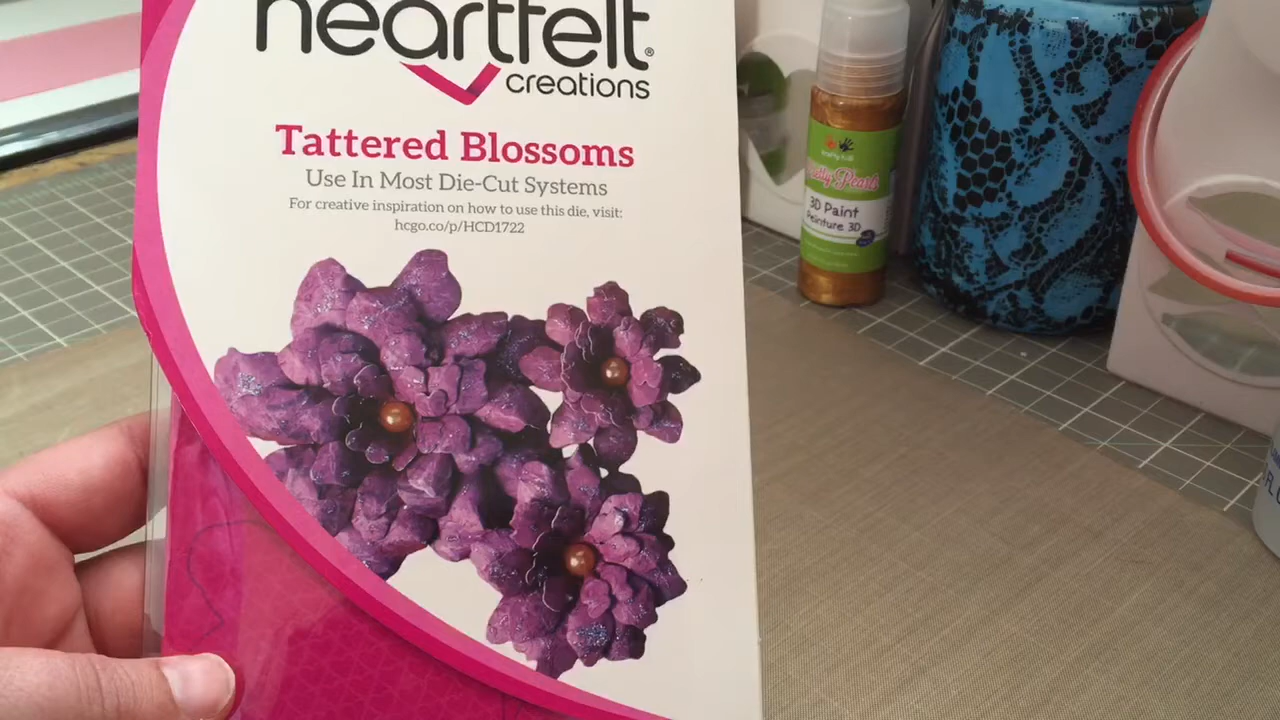 heartfelt®
creations
Tattered Blossoms
Use In Most Die-Cut Systems
For creative inspiration on how to use this die, visit:
hcgo.co/p/HCD1722
3D Paint
Peinture 3D